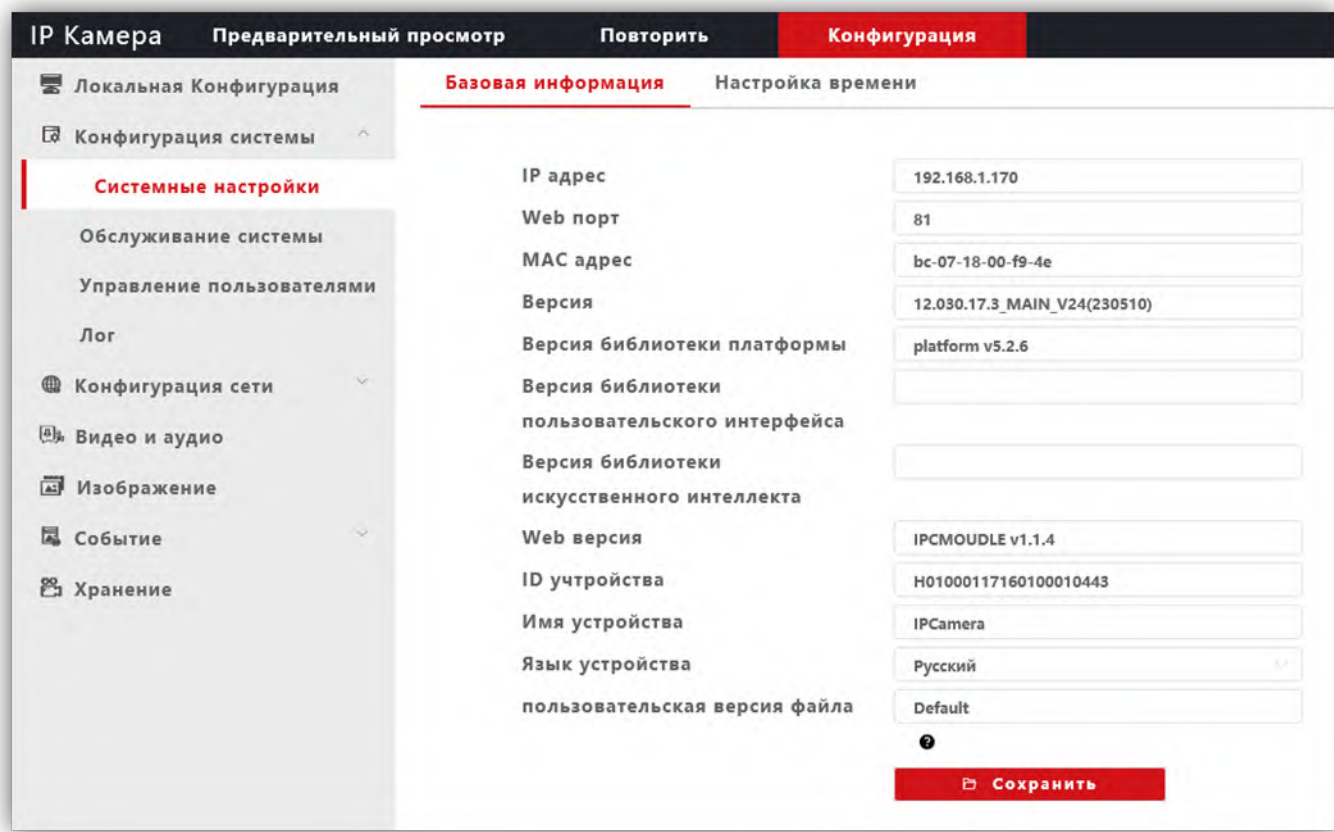 IP Камера Предварительный просмотр Повторить Конфигурация
Локальная Конфигурация
Конфигурация системы
Системные настройки
Обслуживание системы
Управление пользователями
Лог
Конфигурация сети
Видео и аудио
Изображение
Событие
Хранение
Базовая информация Настройка времени
IP адрес 192.168.1.170
Web порт 81
MAC адрес bc-07-18-00-f9-4e
Версия 12.030.17.3_MAIN_V24(230510)
Версия библиотеки платформы platform v5.2.6
Версия библиотеки
пользовательского интерфейса
Версия библиотеки
искусственного интеллекта
Web версия IPCMOUDLE v1.1.4
ID учтройства H01000117160100010443
Имя устройства IPCamera
Язык устройства Русский
пользовательская версия файла Default
?
Сохранить